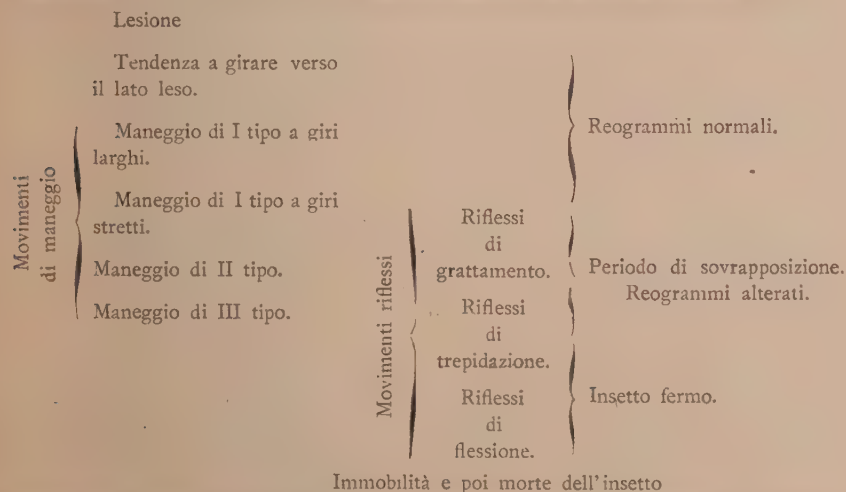 Lesione
Tendenza a girare verso
il lato leso.
Movimenti
di maneggio
Maneggio di I tipo a giri
larghi.
Maneggio di I tipo a giri
stretti.
Maneggio di II tipo.
Maneggio di III tipo.
Movimenti riflessi
Riflessi
di
grattamento.
Riflessi
di
trepidazione.
Riflessi
di
flessione.
Reogrammi normali.
Periodo di sovrapposizione.
Reogrammi alterati.
Insetto fermo.
Immobilità e poi morte dell'insetto